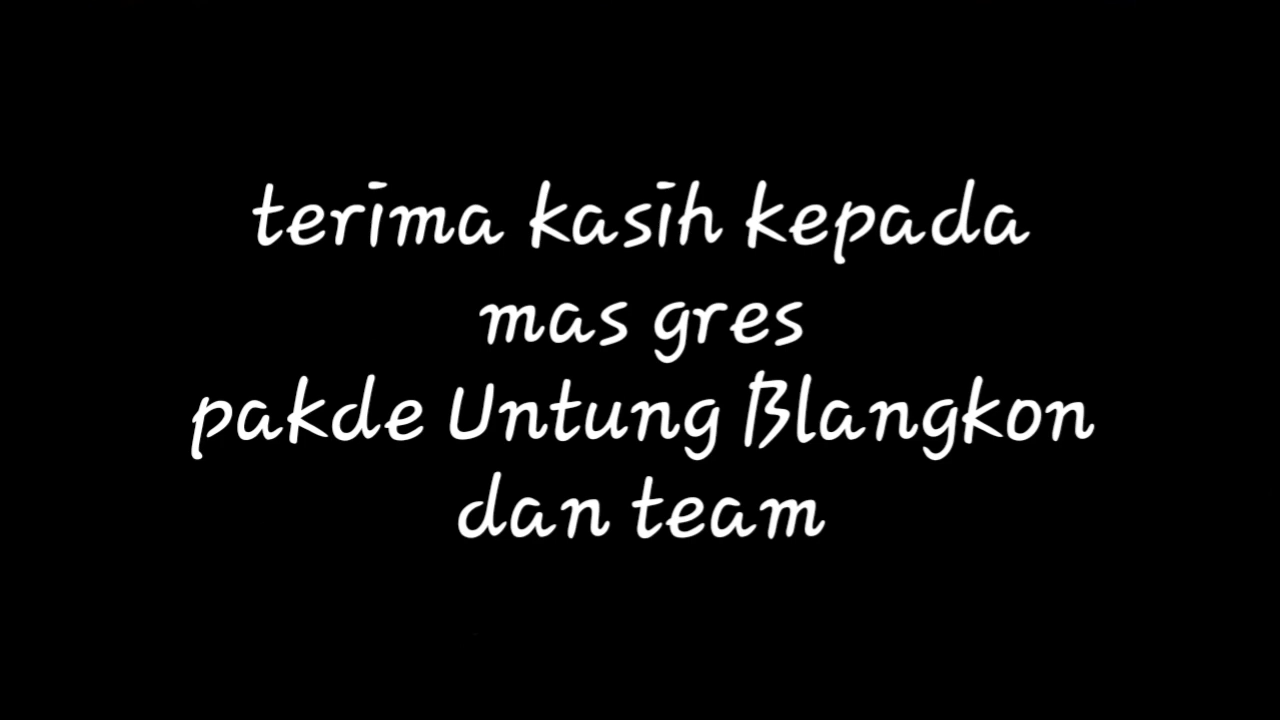 terima kasih kepada
mas gres
pakde Untung Blangkon
dan team